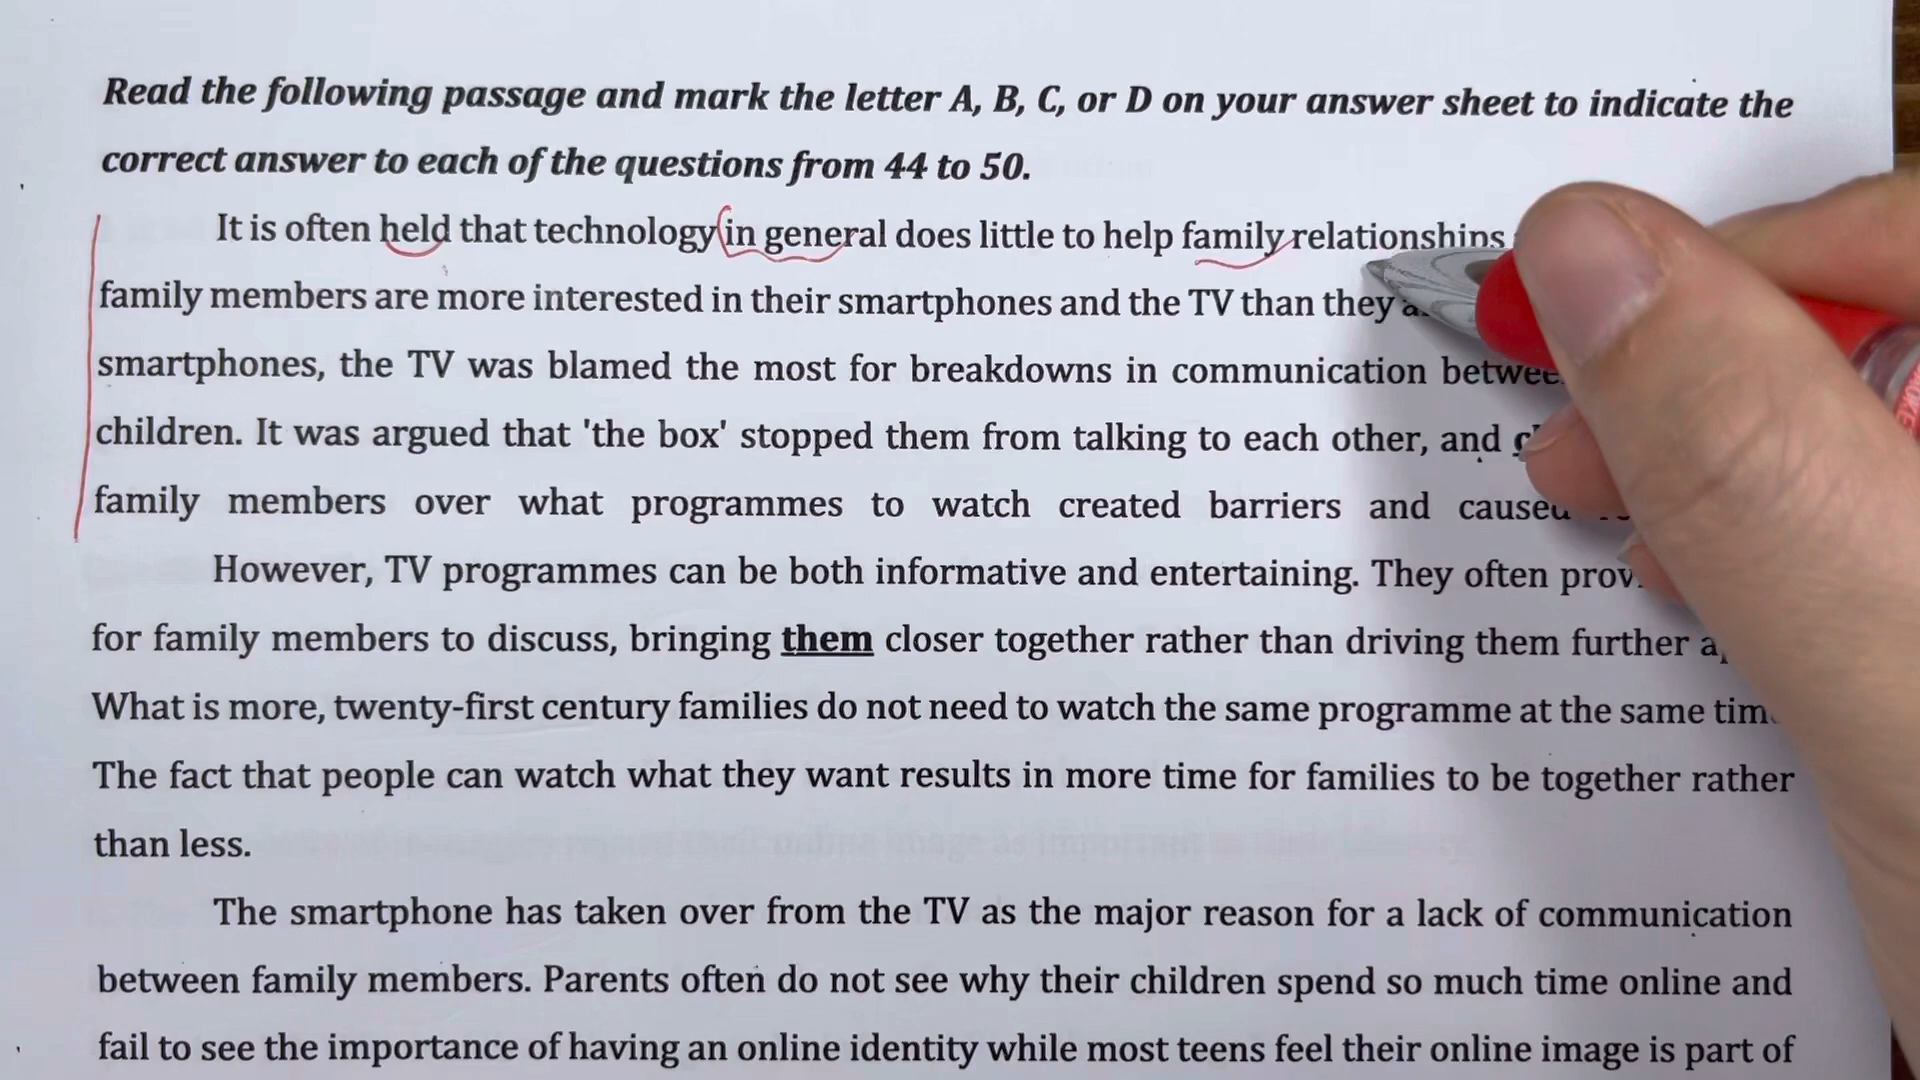 Read the following passage and mark the letter A, B, C, or D on your answer sheet to indicate the
correct answer to each of the questions from 44 to 50.
It is often held that technology in general does little to help family relationships
family members are more interested in their smartphones and the TV than they
smartphones, the TV was blamed the most for breakdowns in communication
children. It was argued that 'the box' stopped them from talking to each other, and
family members over what programmes to watch created barriers and caused
However, TV programmes can be both informative and entertaining. They often
for family members to discuss, bringing them closer together rather than driving them further
What is more, twenty-first century families do not need to watch the same programme at the same
The fact that people can watch what they want results in more time for families to be together rather
than less.
The smartphone has taken over from the TV as the major reason for a lack of communication
between family members. Parents often do not see why their children spend so much time online and
fail to see the importance of having an online identity while most teens feel their online image is part of